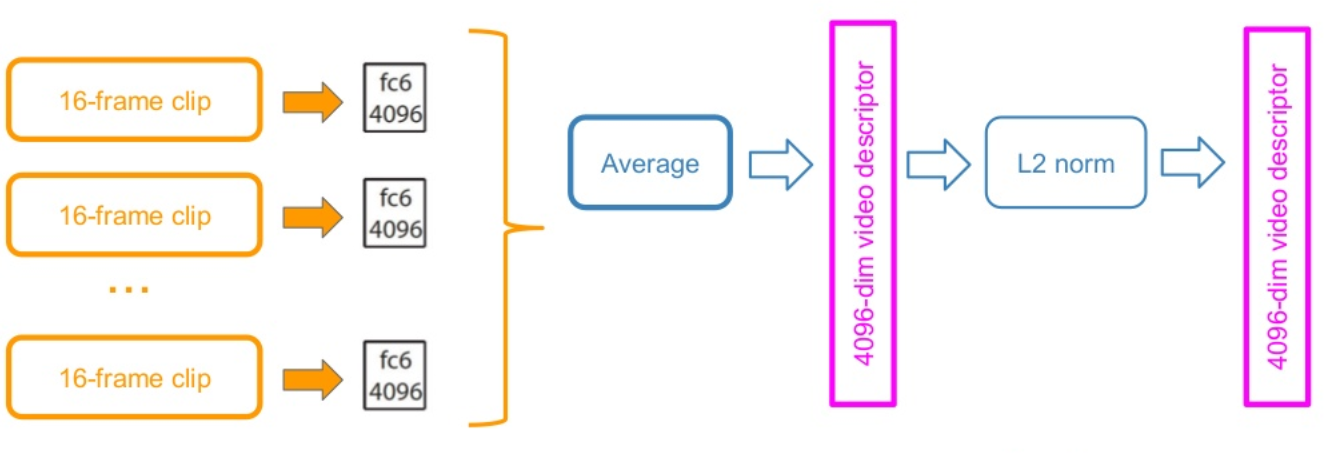 16-frame clip
fc6
4096
16-frame clip
fc6
4096
...
16-frame clip
fc6
4096
Average
4096-dim video descriptor
L2 norm
4096-dim video descriptor